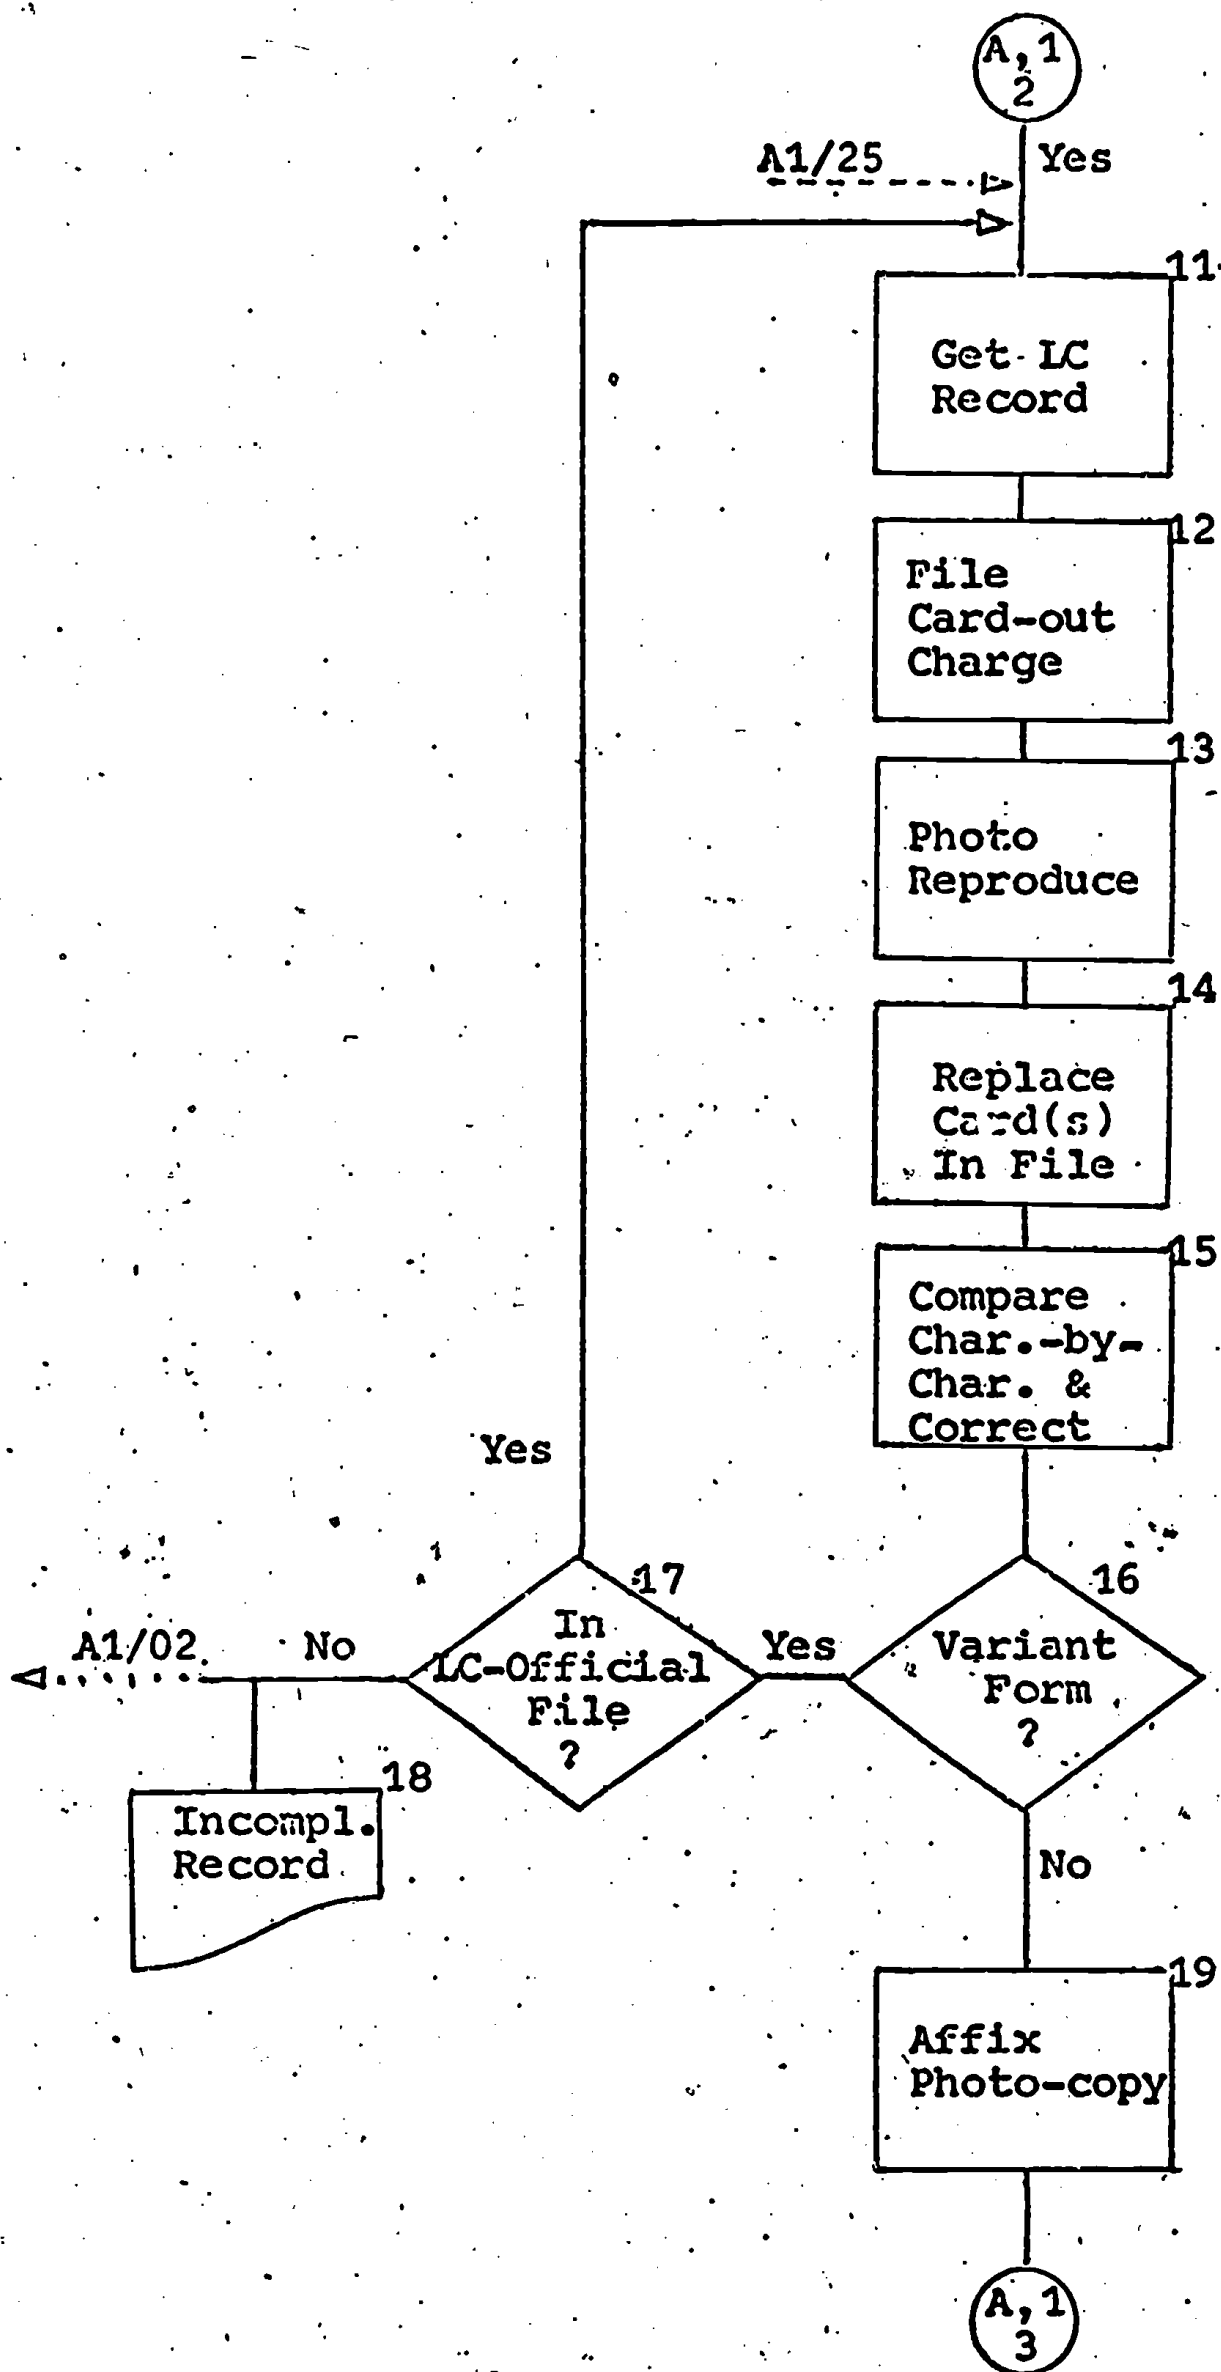 A,1
2
Yes
A1/25
11
Get LC
Record
12
File
Card-out
Charge
13
Photo
Reproduce
14
Replace
Card(s)
In File
15
Compare
Char.-by-
Char. &
Correct
16
Variant
Form
?
Yes
17
In
LC-Official
File
?
Yes
No
A1/02
18
Incompl.
Record
No
19
Affix
Photo-copy
A,1
3